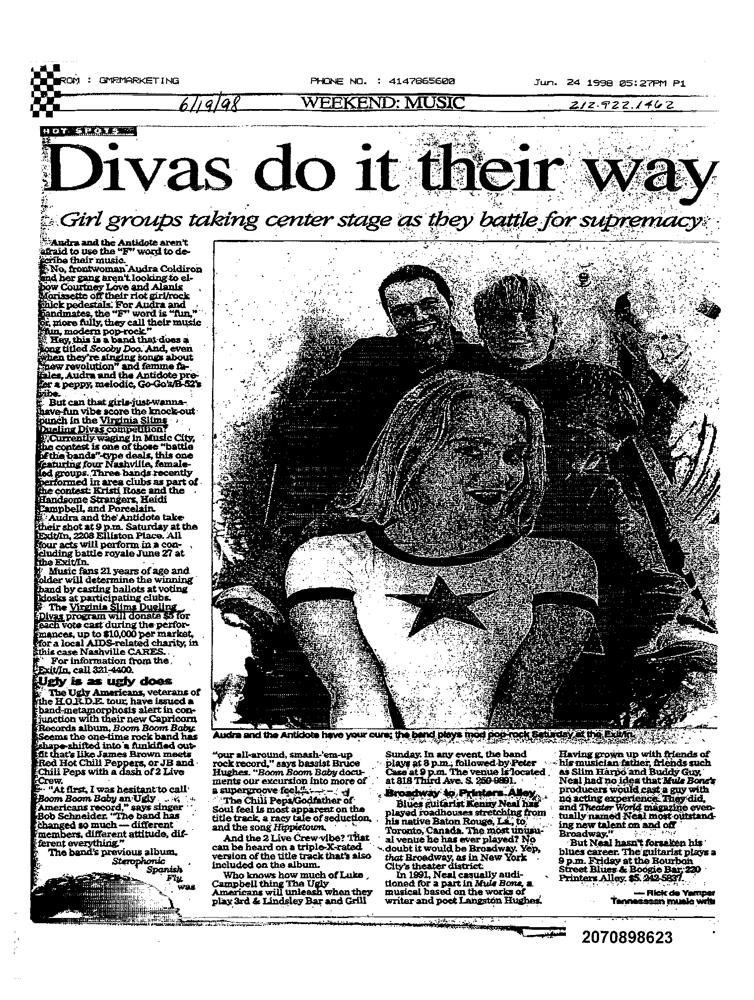 ROM : GMRMARKETING PHONE NO. : 4147865600 Jun. 24 1998 05:27PM P1
6/19/98 WEEKEND: MUSIC 212.922.1462
HOT SPOTS
Divas do it their way
Girl groups taking center stage as they battle for supremacy
Audra and the Antidote aren't
afraid to use the "F" word to de-
scribe their music.
No, frontwoman Audra Coldiron
and her gang aren't looking to el-
bow Courtney Love and Alanis
Morissette off their riot girl/rock
chick pedestals. For Audra and
bandmates, the "F" word is "fun,"
or, more fully, they call their music
"fun, modern pop-rock."
Hey, this is a band that does a
song titled Scooby Doo. And, even
when they're singing songs about
"new revolution" and femme fa-
tales, Audra and the Antidote pre-
fer a peppy, melodic, Go-Go's/B-52's
vibe.
But can that girls-just-wanna-
have-fun vibe score the knock-out
punch in the Virginia Slims
Dueling Divas competition?
Currently waging in Music City,
the contest is one of those "battle
of the bands"-type deals, this one
featuring four Nashville, female-
led groups. Three bands recently
performed in area clubs as part of
the contest: Kristi Rose and the
Handsome Strangers, Heidi
Campbell, and Porcelain.
Audra and the Antidote take
their shot at 9 p.m. Saturday at the
Exit/In, 2208 Elliston Place. All
four acts will perform in a con-
cluding battle royale June 27 at
the Exit/In.
Music fans 21 years of age and
older will determine the winning
band by casting ballots at voting
kiosks at participating clubs.
The Virginia Slims Dueling
Divas program will donate $5 for
each vote cast during the perfor-
mances, up to $10,000 per market,
for a local AIDS-related charity, in
this case Nashville CARES.
For information from the
Exit/In, call 321-4400.
Ugly is as ugly does
The Ugly Americans, veterans of
the H.O.R.D.E. tour, have issued a
band-metamorphosis alert in con-
junction with their new Capricorn
Records album, Boom Boom Baby.
Seems the one-time rock band has
shape-shifted into a funkified out-
fit that's like James Brown meets
Red Hot Chili Peppers, or JB and
Chili Peps with a dash of 2 Live
Crew.
"At first, I was hesitant to call
Boom Boom Baby an Ugly
Americans record," says singer
Bob Schneider. "The band has
changed so much — different
members, different attitude, dif-
ferent everything."
The band's previous album,
Stereophonic
Spanish
Fly,
was
Audra and the Antidote have your cure; the band plays mod pop-rock Saturday at the Exit/In.
"our all-around, smash-'em-up
rock record," says bassist Bruce
Hughes. "Boom Boom Baby docu-
ments our excursion into more of
a supergroove feel."
The Chili Peps/Godfather of
Soul feel is most apparent on the
title track, a racy tale of seduction,
and the song Hippietown.
And the 2 Live Crew vibe? That
can be heard on a triple-X-rated
version of the title track that's also
included on the album.
Who knows how much of Luke
Campbell thing The Ugly
Americans will unleash when they
play 3rd & Lindsley Bar and Grill
Sunday. In any event, the band
plays at 8 p.m., followed by Peter
Case at 9 p.m. The venue is located
at 818 Third Ave. S. 259-9891.
Broadway to Printers Alley
Blues guitarist Kenny Neal has
played roadhouses stretching from
his native Baton Rouge, La., to
Toronto, Canada. The most unusu-
al venue he has ever played? No
doubt it would be Broadway. Yep,
that Broadway, as in New York
City's theater district.
In 1991, Neal casually audi-
tioned for a part in Mule Bone, a
musical based on the works of
writer and poet Langston Hughes.
Having grown up with friends of
his musician father, friends such
as Slim Harpo and Buddy Guy,
Neal had no idea that Mule Bone's
producers would cast a guy with
no acting experience. They did,
and Theater World magazine even-
tually named Neal most outstand-
ing new talent on and off
Broadway."
But Neal hasn't forsaken his
blues career. The guitarist plays a
9 p.m. Friday at the Bourbon
Street Blues & Boogie Bar, 220
Printers Alley. $5. 242-5837.
— Rick de Yampert
Tennessean music write
2070898623